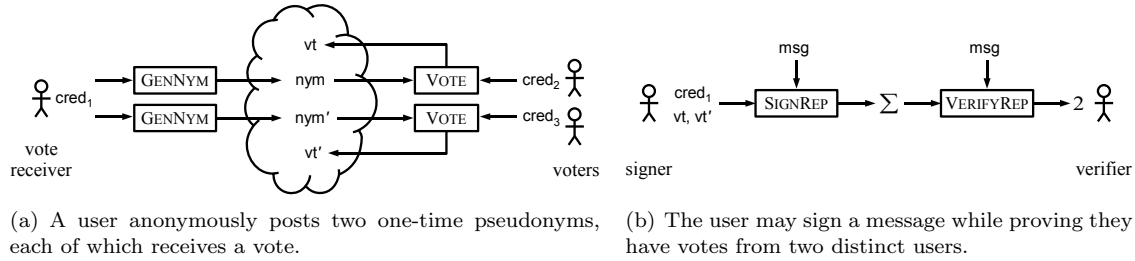 vt
GENNYM
nym
VOTE
cred2
cred1
GENNYM
nym′
VOTE
cred3
vt′
vote
receiver
voters
(a) A user anonymously posts two one-time pseudonyms,
each of which receives a vote.
msg
msg
cred1
vt, vt′
SIGNREP
Σ
VERIFYREP
2
signer
verifier
(b) The user may sign a message while proving they
have votes from two distinct users.